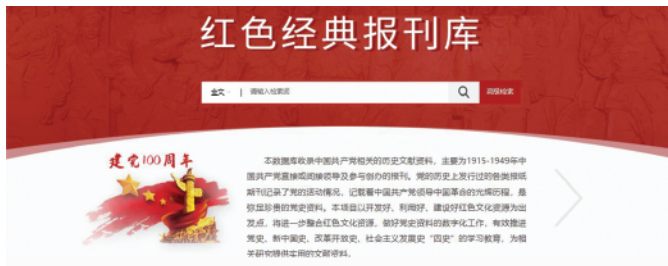 红色经典报刊库
全文 | 请输入检索词 高级检索
建党100周年
本数据库收录中国共产党相关的历史文献资料，主要为1915-1949年中
国共产党直接或间接领导及参与创办的报刊。党的历史上发行过的各类报纸
期刊记录了党的活动情况，记载着中国共产党领导中国革命的光辉历程，是
弥足珍贵的党史资料。本项目以开发好、利用好、建设好红色文化资源为出
发点，将进一步整合红色文化资源，做好党史资料的数字化工作，有效推进
党史、新中国史、改革开放史、社会主义发展史“四史”的学习教育，为相
关研究提供实用的文献资料。